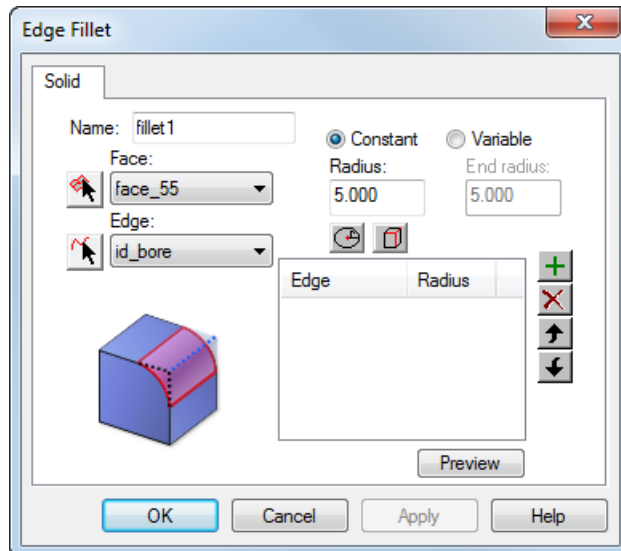 Edge Fillet
Solid
Name: fillet1
Constant Variable
Face:
Radius: End radius:
face_55
5.000 5.000
Edge:
id_bore
Edge Radius
Preview
OK Cancel Apply Help